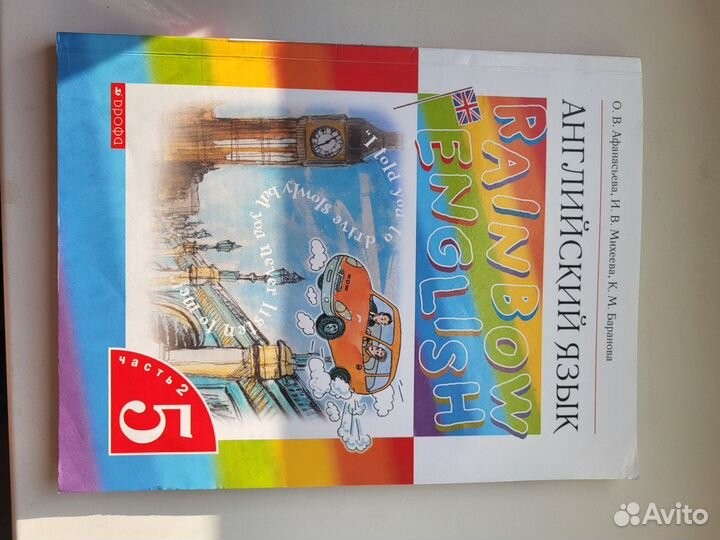 О. В. Афанасьева, И. В. Михеева, К. М. Баранова
АНГЛИЙСКИЙ ЯЗЫК
RAINBOW
ENGLISH
"I told you to
drive slowly but
you never listen
to me!"
дрофа
часть 2
5
Avito